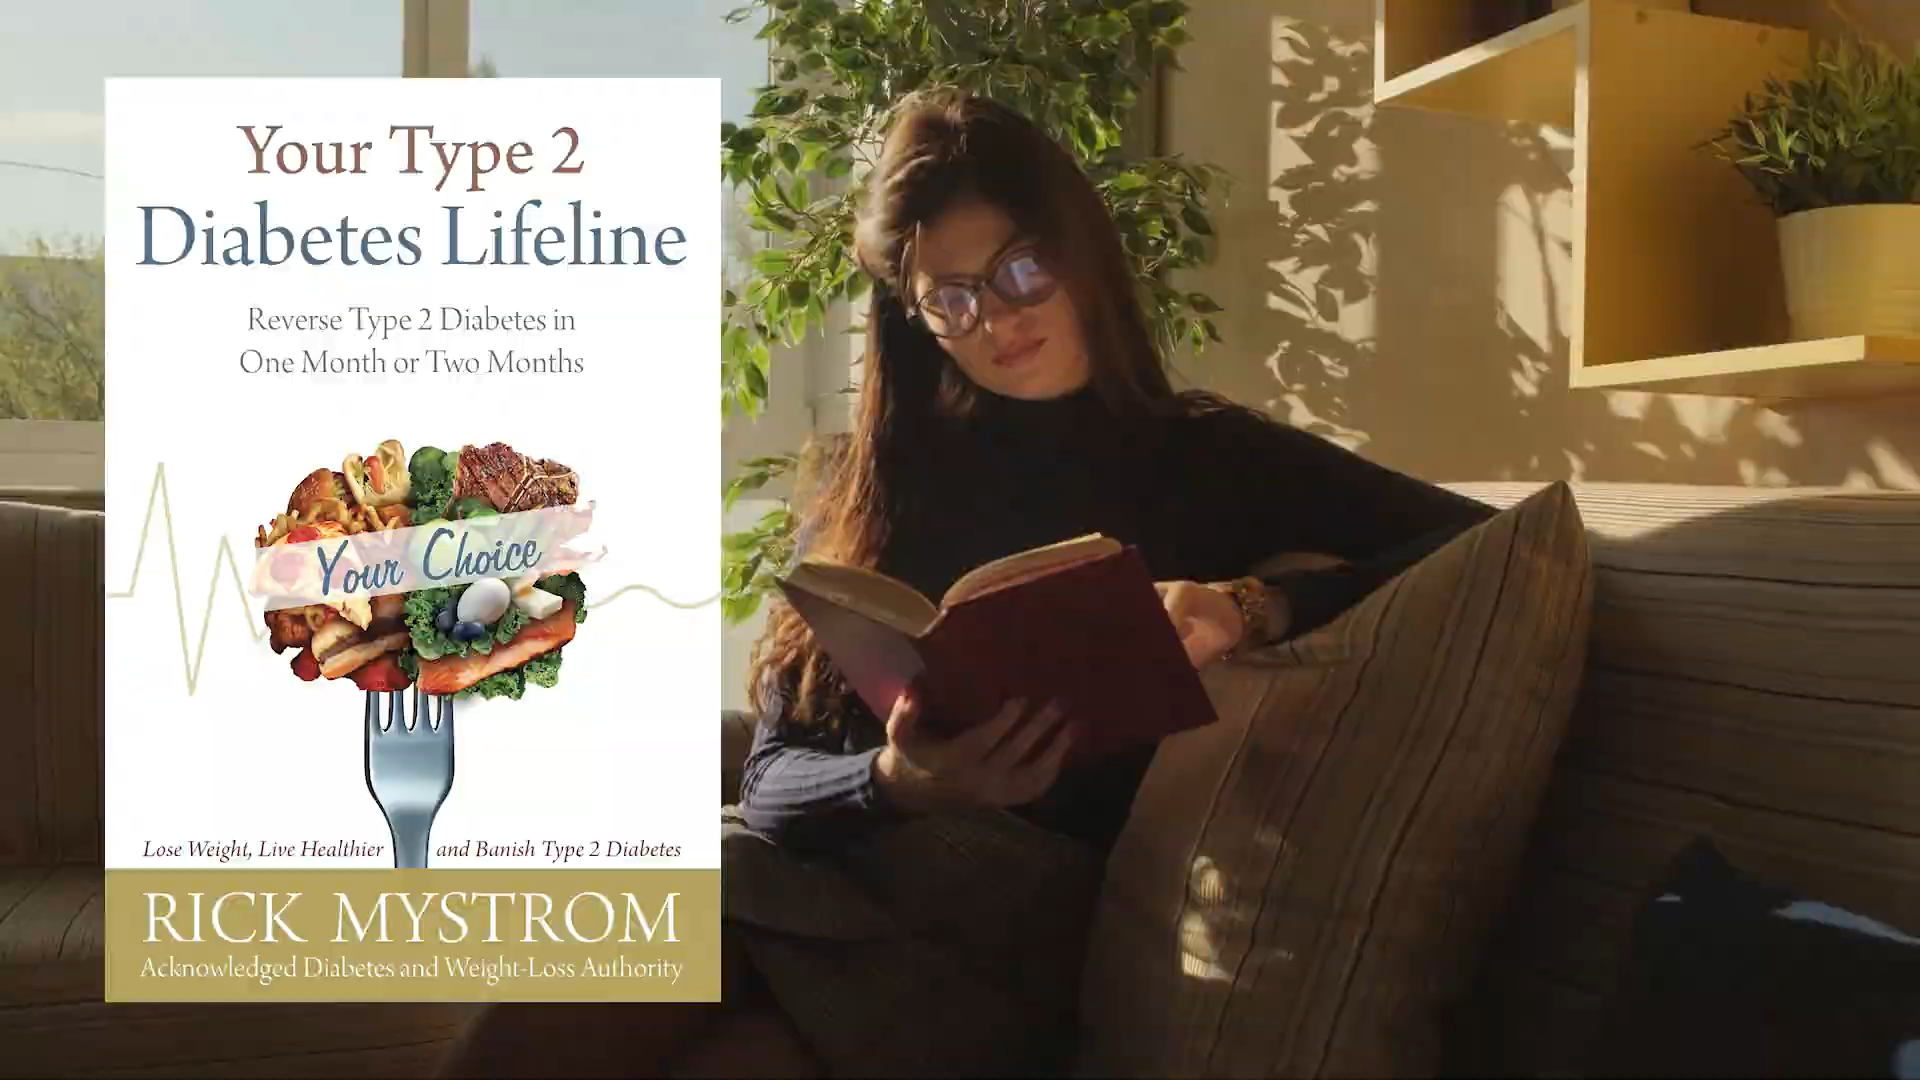 Your Type 2
Diabetes Lifeline
Reverse Type 2 Diabetes in
One Month or Two Months
Your Choice
Lose Weight, Live Healthier and Banish Type 2 Diabetes
RICK MYSTROM
Acknowledged Diabetes and Weight-Loss Authority